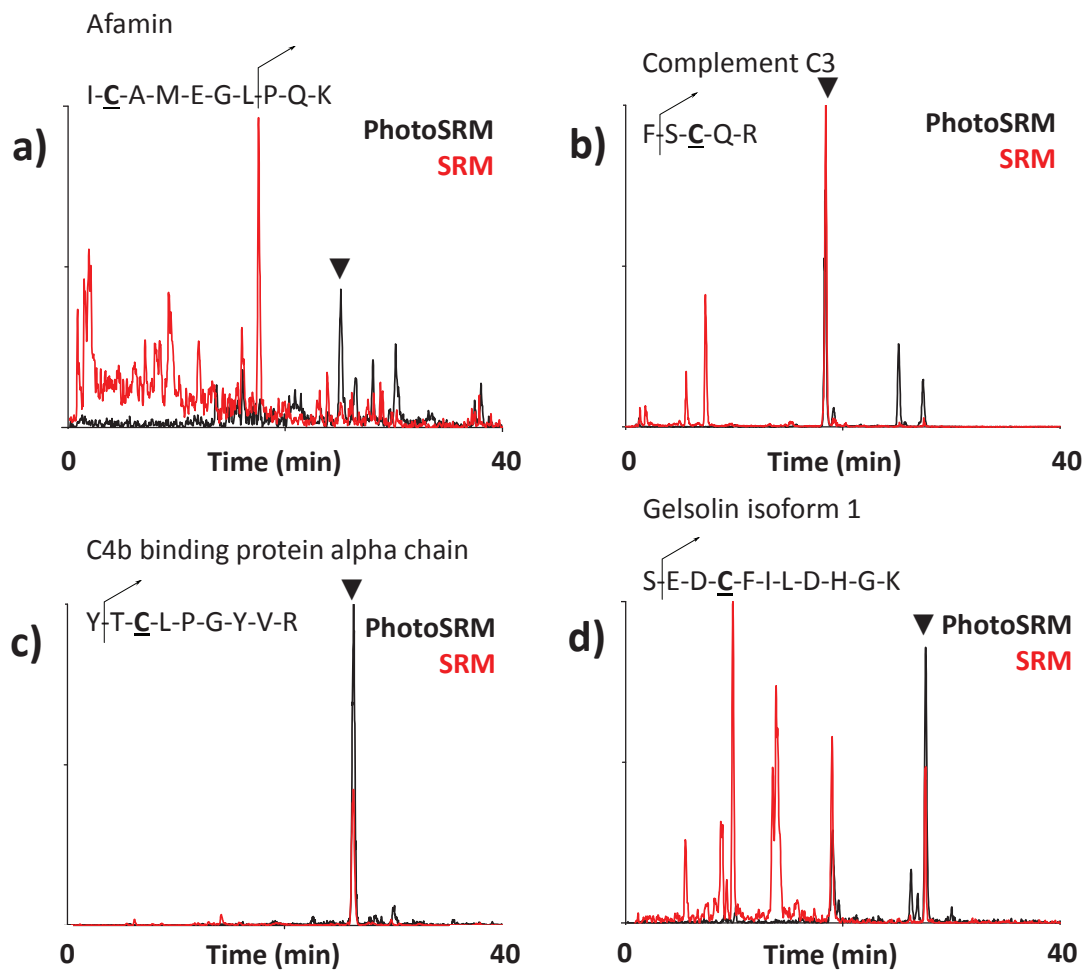 Afamin
I-C-A-M-E-G-L-P-Q-K
a)
PhotoSRM
SRM
0
Time (min)
40
Complement C3
F-S-C-Q-R
b)
PhotoSRM
SRM
0
Time (min)
40
C4b binding protein alpha chain
Y-T-C-L-P-G-Y-V-R
c)
PhotoSRM
SRM
0
Time (min)
40
Gelsolin isoform 1
S-E-D-C-F-I-L-D-H-G-K
d)
PhotoSRM
SRM
0
Time (min)
40